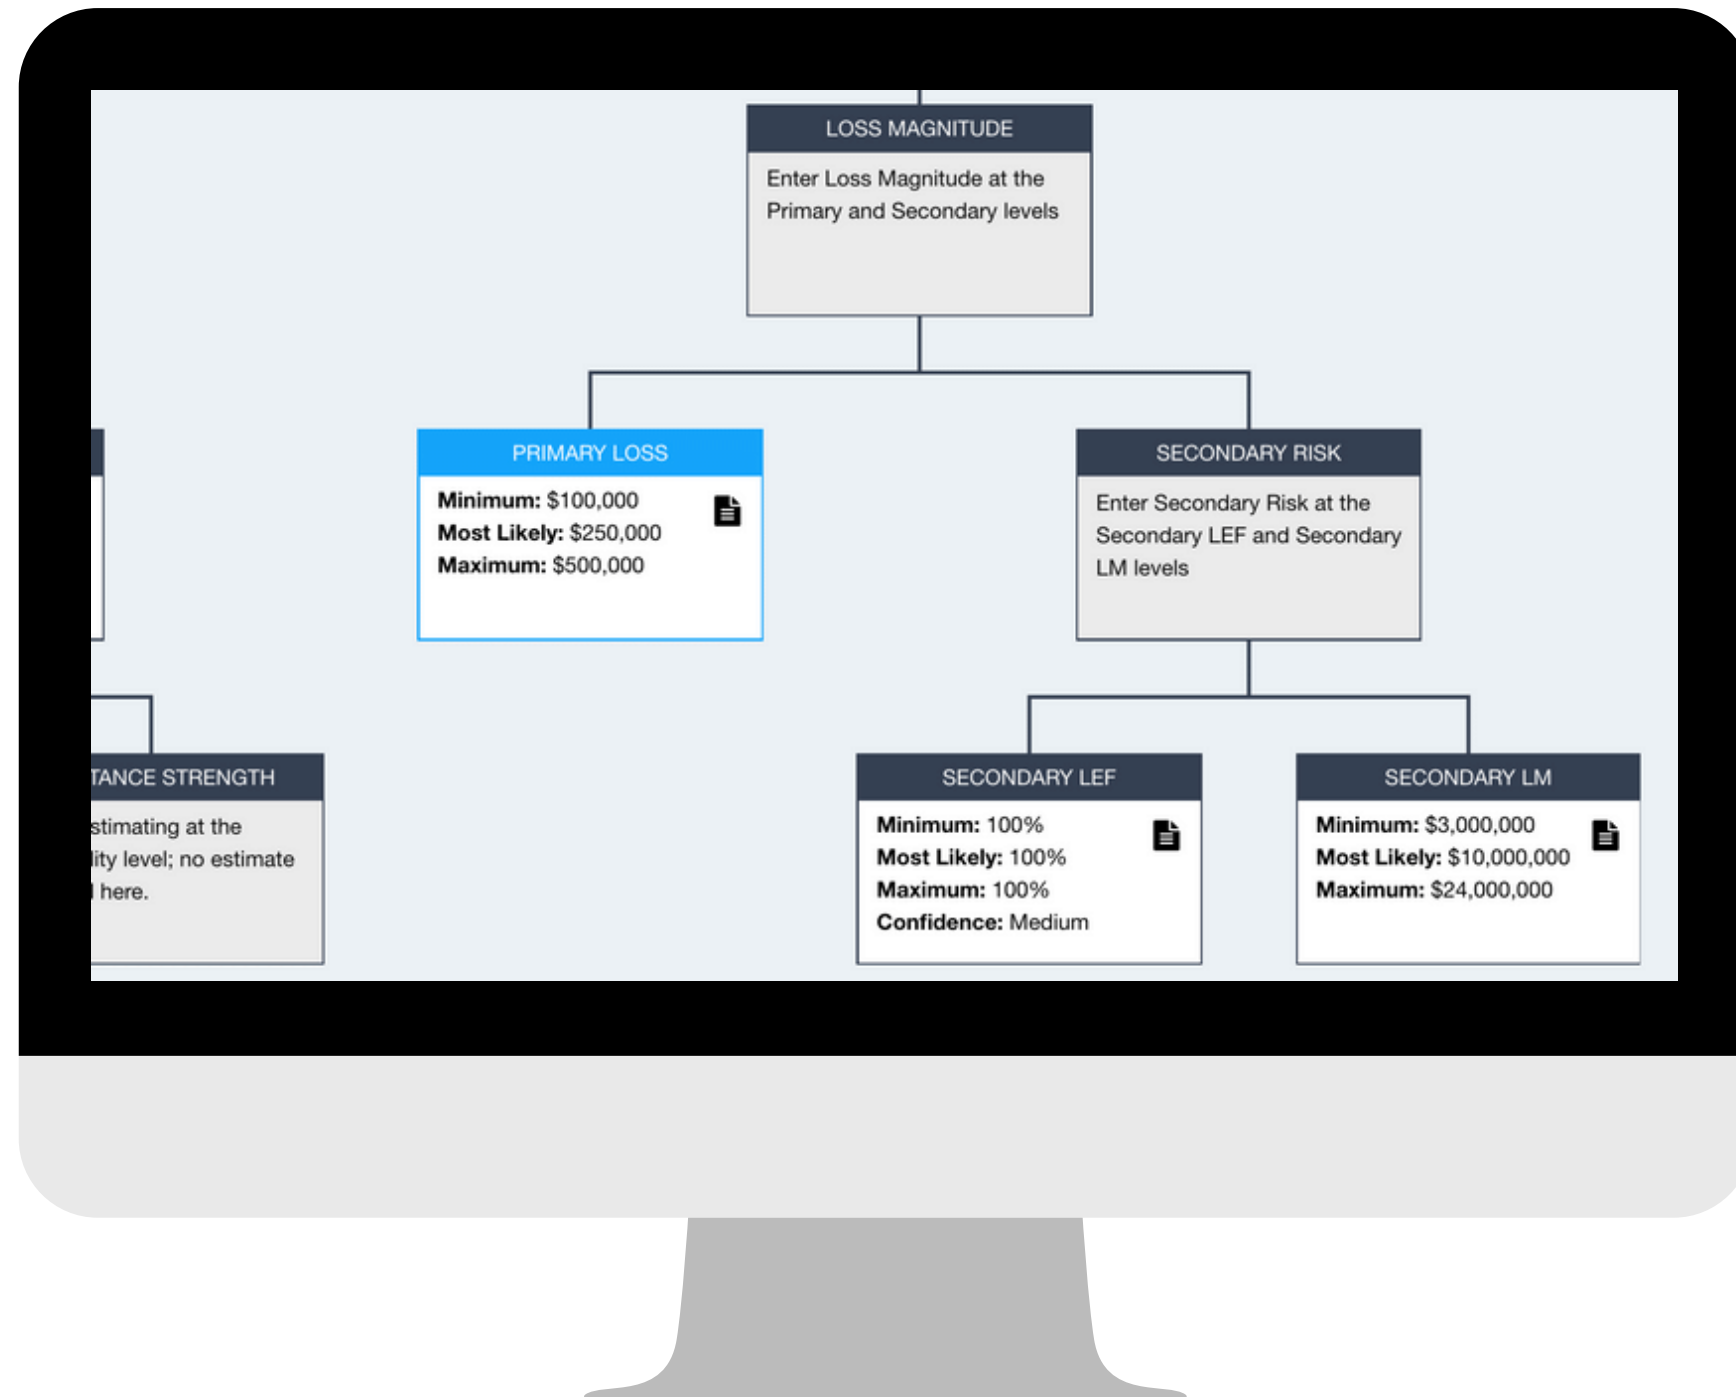 LOSS MAGNITUDE
Enter Loss Magnitude at the
Primary and Secondary levels
PRIMARY LOSS
Minimum: $100,000
Most Likely: $250,000
Maximum: $500,000
SECONDARY RISK
Enter Secondary Risk at the
Secondary LEF and Secondary
LM levels
TANCE STRENGTH
stimating at the
lity level; no estimate
here.
SECONDARY LEF
Minimum: 100%
Most Likely: 100%
Maximum: 100%
Confidence: Medium
SECONDARY LM
Minimum: $3,000,000
Most Likely: $10,000,000
Maximum: $24,000,000